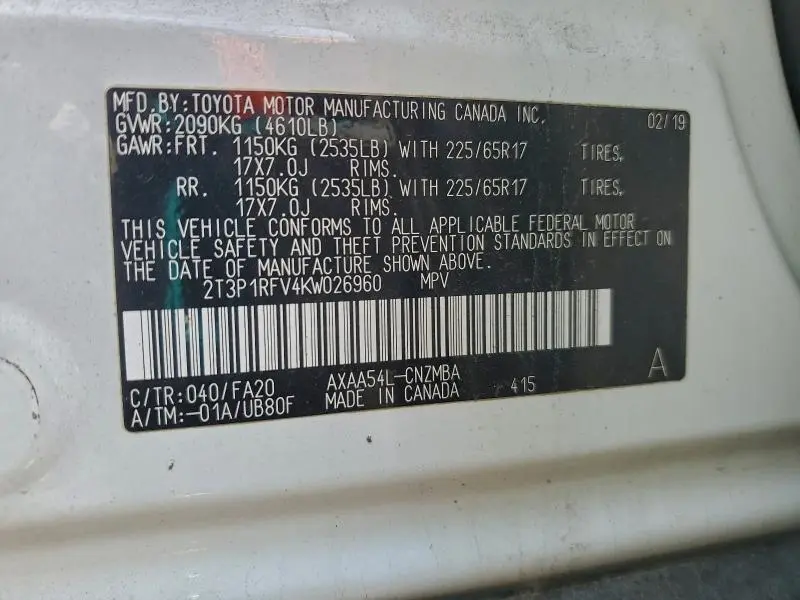 MFD.BY:TOYOTA MOTOR MANUFACTURING CANADA INC. 02/19
GVWR:2090KG (4610LB)
GAWR:FRT. 1150KG (2535LB) WITH 225/65R17 TIRES,
17X7.0J RIMS.
RR. 1150KG (2535LB) WITH 225/65R17 TIRES,
17X7.0J RIMS.
THIS VEHICLE CONFORMS TO ALL APPLICABLE FEDERAL MOTOR
VEHICLE SAFETY AND THEFT PREVENTION STANDARDS IN EFFECT ON
THE DATE OF MANUFACTURE SHOWN ABOVE.
2T3P1RFV4KW026960 MPV
C/TR:040/FA20 AXAA54L-CNZMBA 415 A
A/TM:-01A/UB80F MADE IN CANADA